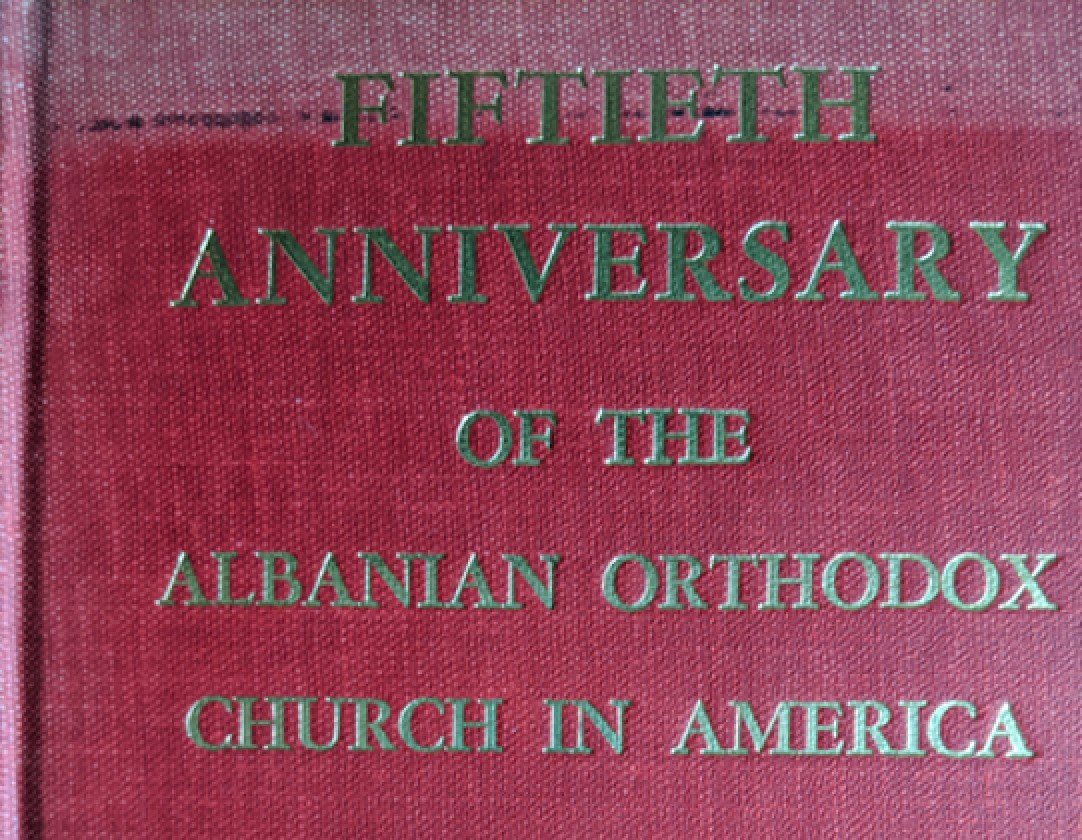 FIFTIETH
ANNIVERSARY
OF THE
ALBANIAN ORTHODOX
CHURCH IN AMERICA